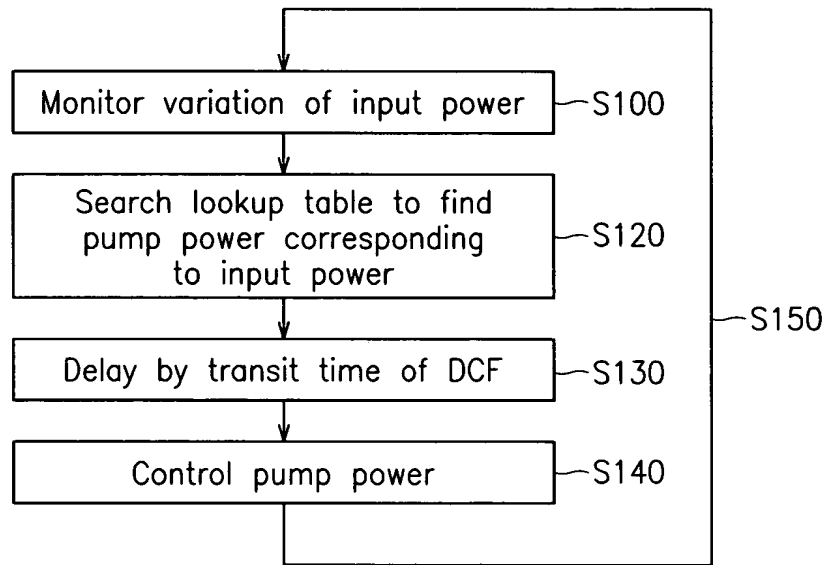 Monitor variation of input power
S100
Search lookup table to find
pump power corresponding
to input power
S120
S150
Delay by transit time of DCF
S130
Control pump power
S140